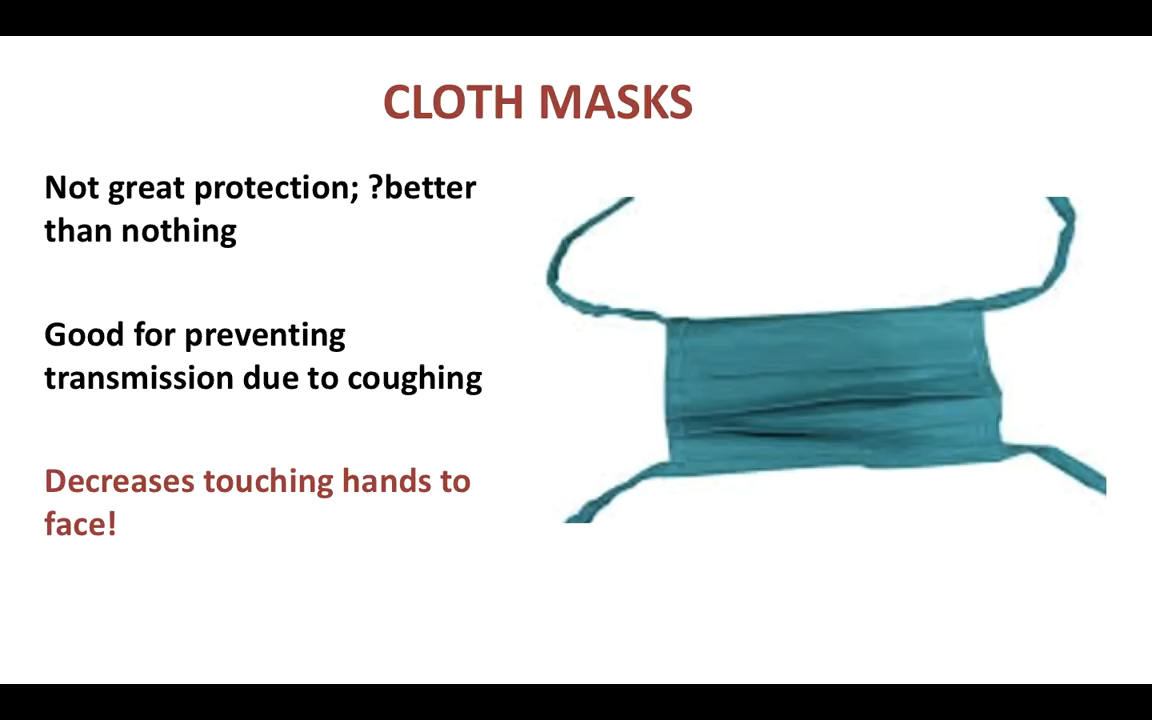 CLOTH MASKS
Not great protection; ?better
than nothing
Good for preventing
transmission due to coughing
Decreases touching hands to
face!